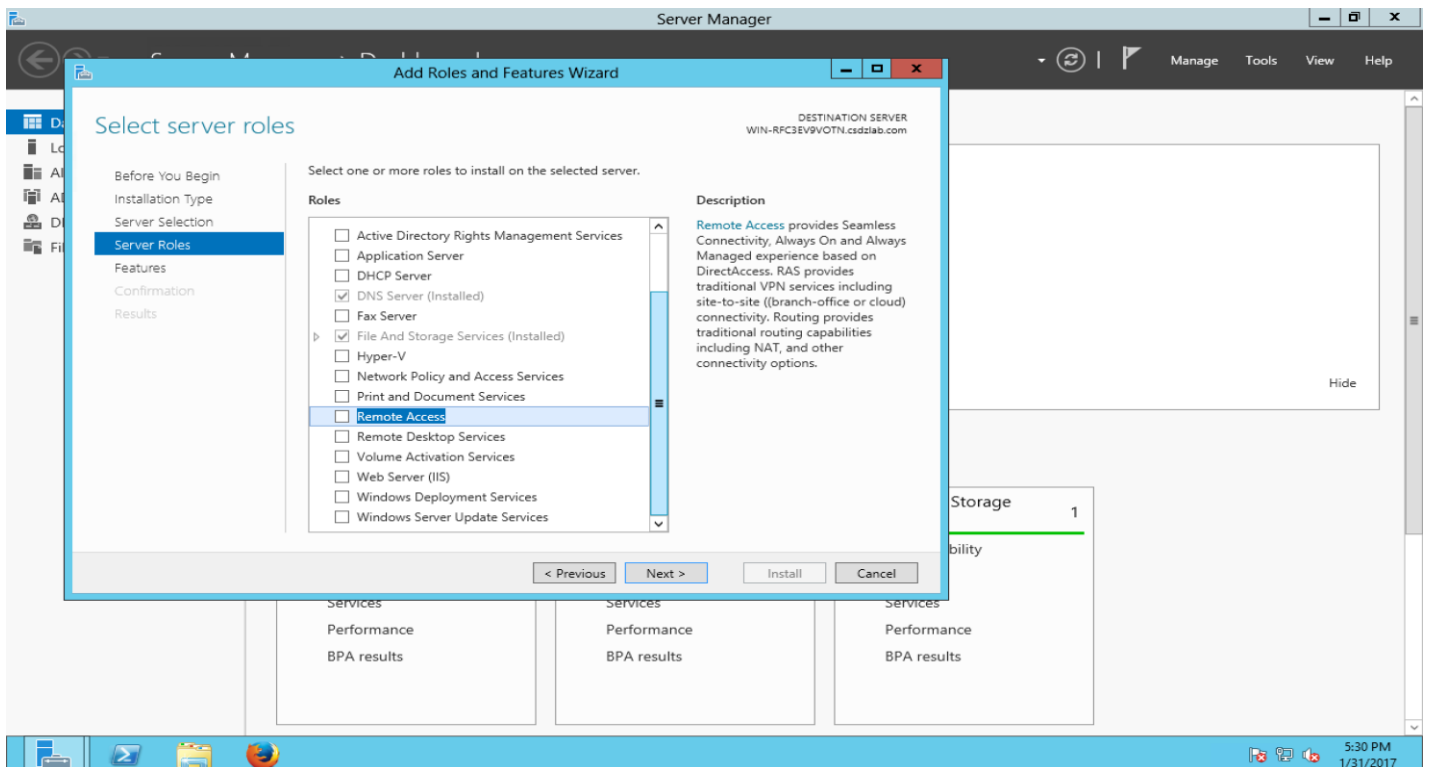 Server Manager
Manage Tools View Help
Add Roles and Features Wizard
Select server roles
DESTINATION SERVER
WIN-RFC3EV9VOTN.csdzlab.com
Before You Begin
Installation Type
Server Selection
Server Roles
Features
Confirmation
Results
Select one or more roles to install on the selected server.
Roles
Active Directory Rights Management Services
Application Server
DHCP Server
DNS Server (Installed)
Fax Server
File And Storage Services (Installed)
Hyper-V
Network Policy and Access Services
Print and Document Services
Remote Access
Remote Desktop Services
Volume Activation Services
Web Server (IIS)
Windows Deployment Services
Windows Server Update Services
Description
Remote Access provides Seamless
Connectivity, Always On and Always
Managed experience based on
DirectAccess. RAS provides
traditional VPN services including
site-to-site ((branch-office or cloud)
connectivity. Routing provides
traditional routing capabilities
including NAT, and other
connectivity options.
< Previous Next > Install Cancel
Hide
Storage 1
bility
Services Services Services
Performance Performance Performance
BPA results BPA results BPA results
5:30 PM
1/31/2017